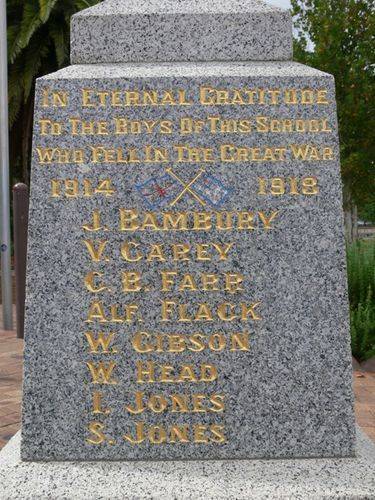 In Eternal Gratitude
To The Boys Of This School
Who Fell In The Great War
1914 1918
J. Bambury
V. Carey
C. B. Farr
Alf. Flack
W. Gibson
W. Head
I. Jones
S. Jones